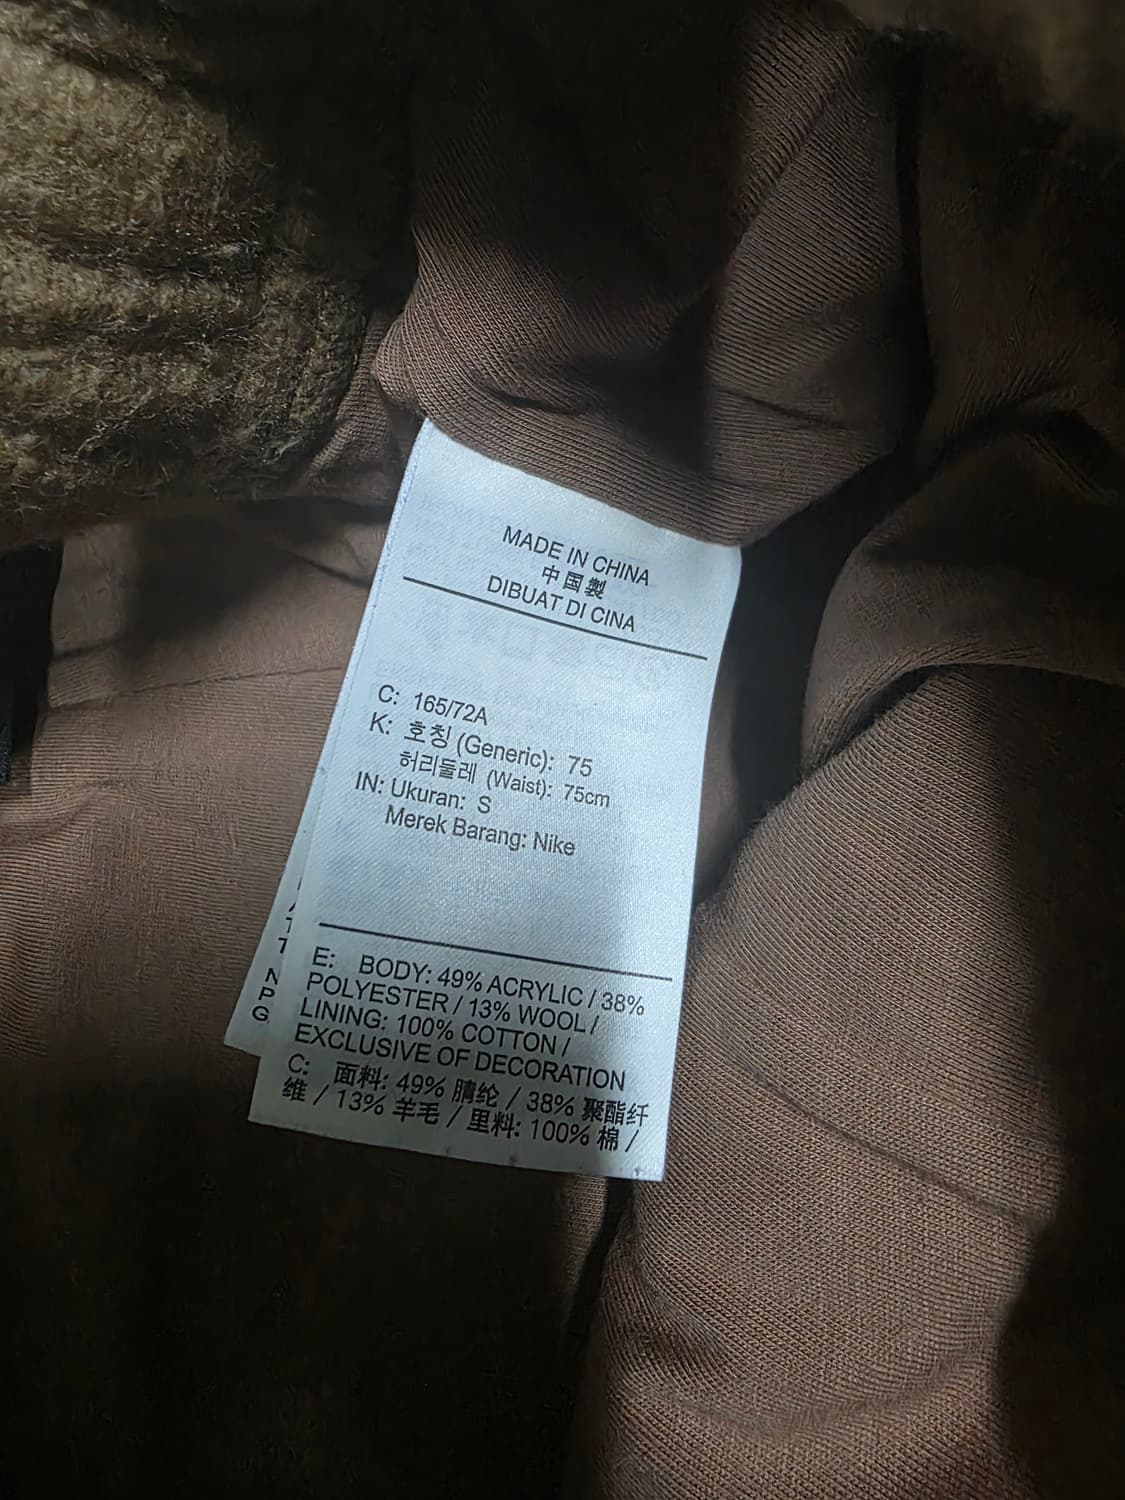 MADE IN CHINA
中国製
DIBUAT DI CINA
C: 165/72A
K: 호칭 (Generic): 75
허리둘레 (Waist): 75cm
IN: Ukuran: S
Merek Barang: Nike
E: BODY: 49% ACRYLIC / 38%
POLYESTER / 13% WOOL /
LINING: 100% COTTON /
EXCLUSIVE OF DECORATION
C: 面料: 49% 腈纶 / 38% 聚酯纤
维 / 13% 羊毛 / 里料: 100% 棉 /
T
N
P
G